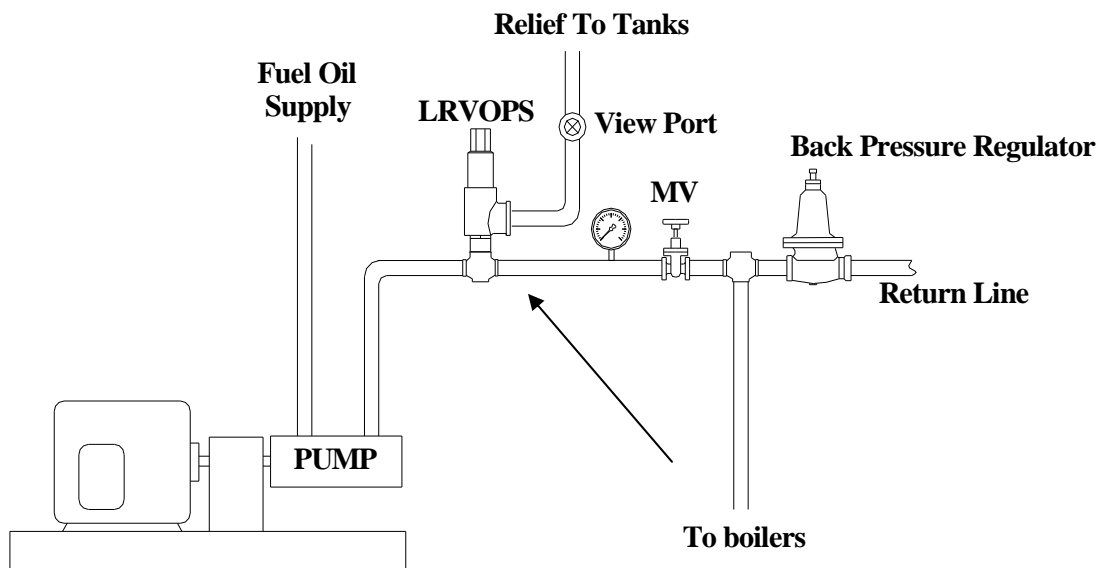 Relief To Tanks
Fuel Oil
Supply
LRVOPS
View Port
Back Pressure Regulator
MV
Return Line
PUMP
To boilers